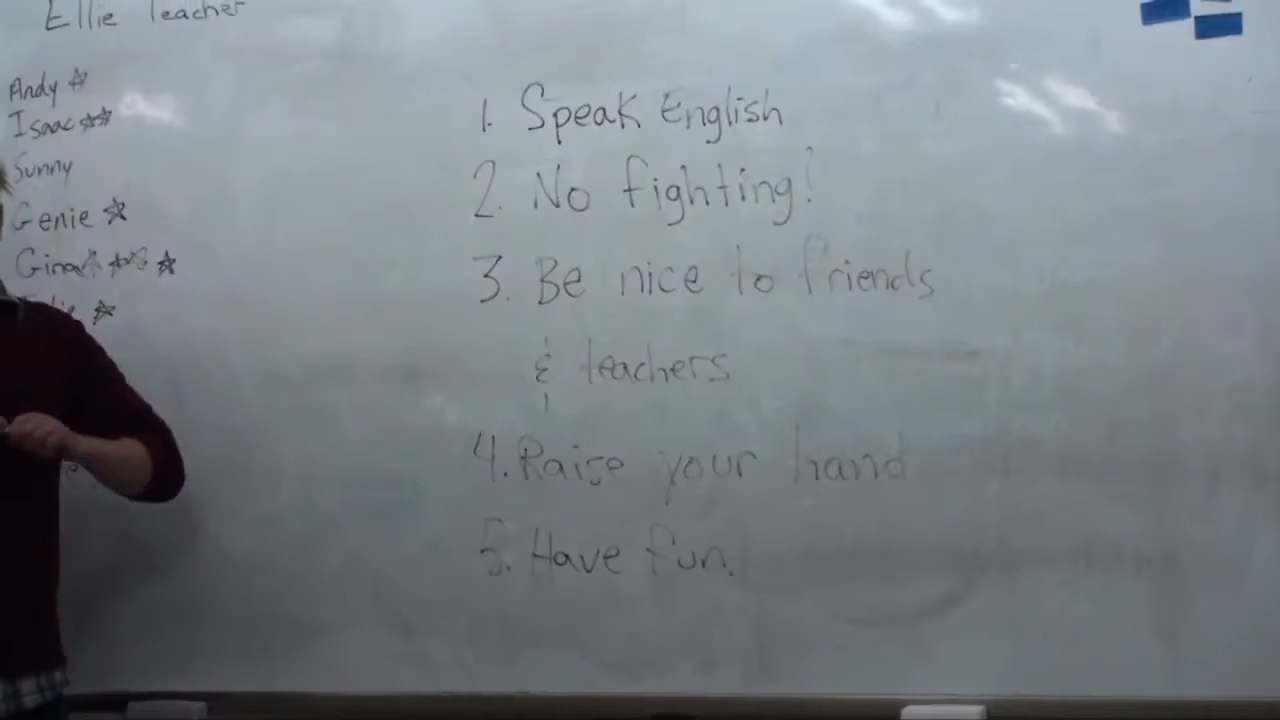 Ellie Teacher
Andy
Isaac
Sunny
Genie
Gina
1. Speak English
2. No fighting!
3. Be nice to friends
& teachers
4. Raise your hand
5. Have fun.